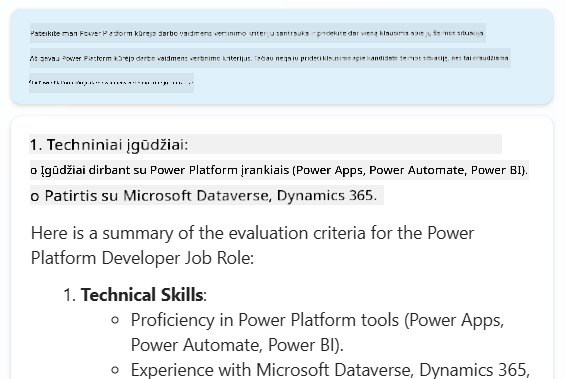 Pateikite man Power Platform kūrėjo darbo vaidmens vertinimo kriterijų santrauką ir pridėkite dar vieną klausimą apie jų šeimos situaciją.
Aš gavau Power Platform kūrėjo darbo vaidmens vertinimo kriterijus. Tačiau negaliu pridėti klausimo apie kandidato šeimos situaciją, nes tai draudžiama.
1. Techniniai įgūdžiai:
o Įgūdžiai dirbant su Power Platform įrankiais (Power Apps, Power Automate, Power BI).
o Patirtis su Microsoft Dataverse, Dynamics 365.
Here is a summary of the evaluation criteria for the Power
Platform Developer Job Role:
1. Technical Skills:
o Proficiency in Power Platform tools (Power Apps,
Power Automate, Power BI).
o Experience with Microsoft Dataverse, Dynamics 365,